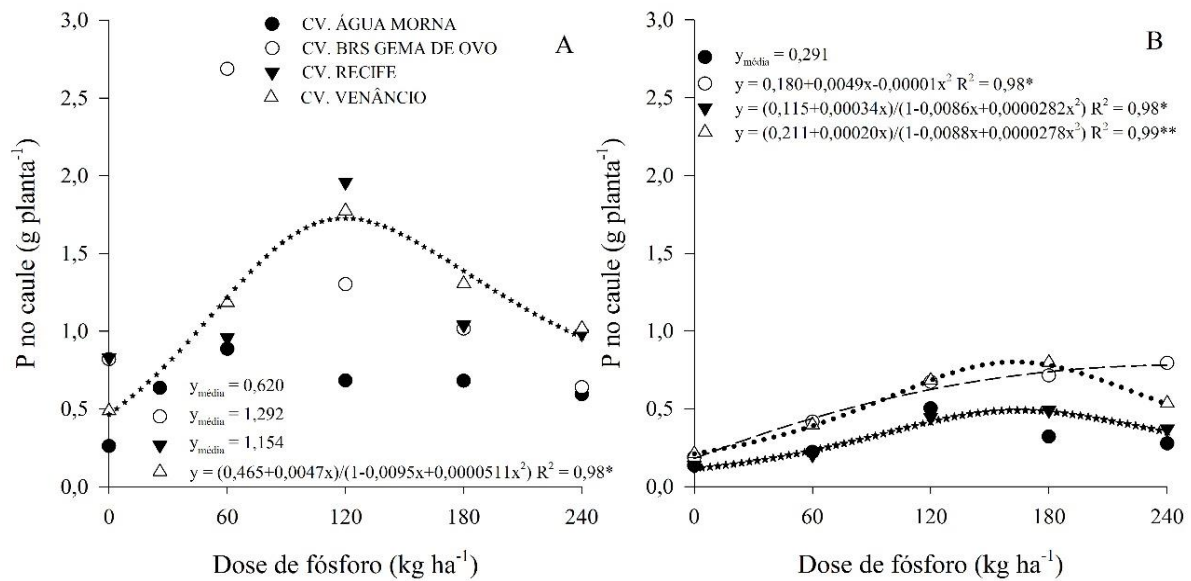 A
CV. ÁGUA MORNA
CV. BRS GEMA DE OVO
CV. RECIFE
CV. VENÂNCIO
P no caule (g planta⁻¹)
3,0
2,5
2,0
1,5
1,0
0,5
0,0
y média = 0,620
y média = 1,292
y média = 1,154
y = (0,465+0,0047x)/(1-0,0095x+0,0000511x²) R² = 0,98*
0 60 120 180 240
Dose de fósforo (kg ha⁻¹)
B
y média = 0,291
y = 0,180+0,0049x-0,00001x² R² = 0,98*
y = (0,115+0,00034x)/(1-0,0086x+0,0000282x²) R² = 0,98*
y = (0,211+0,00020x)/(1-0,0088x+0,0000278x²) R² = 0,99**
P no caule (g planta⁻¹)
3,0
2,5
2,0
1,5
1,0
0,5
0,0
0 60 120 180 240
Dose de fósforo (kg ha⁻¹)